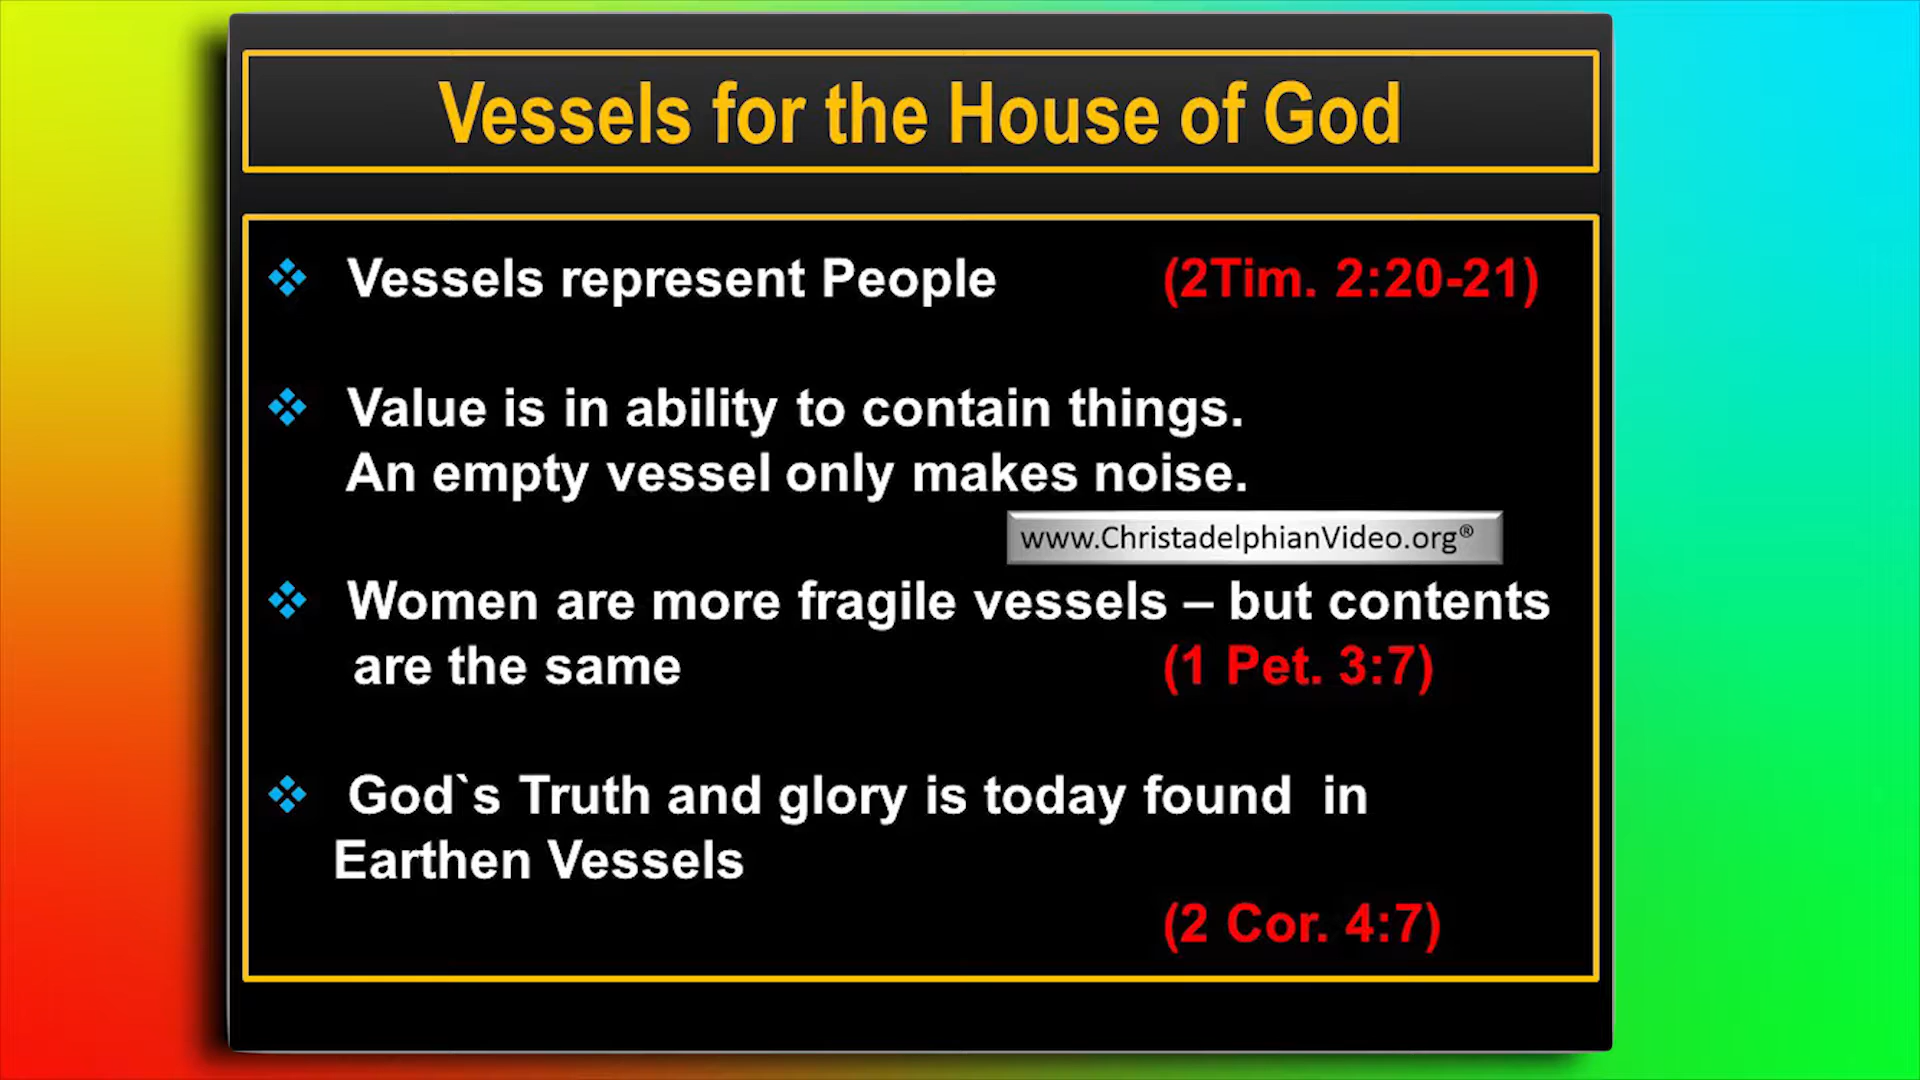 Vessels for the House of God
Vessels represent People (2Tim. 2:20-21)
Value is in ability to contain things.
An empty vessel only makes noise.
www.ChristadelphianVideo.org®
Women are more fragile vessels – but contents
are the same (1 Pet. 3:7)
God`s Truth and glory is today found in
Earthen Vessels
(2 Cor. 4:7)